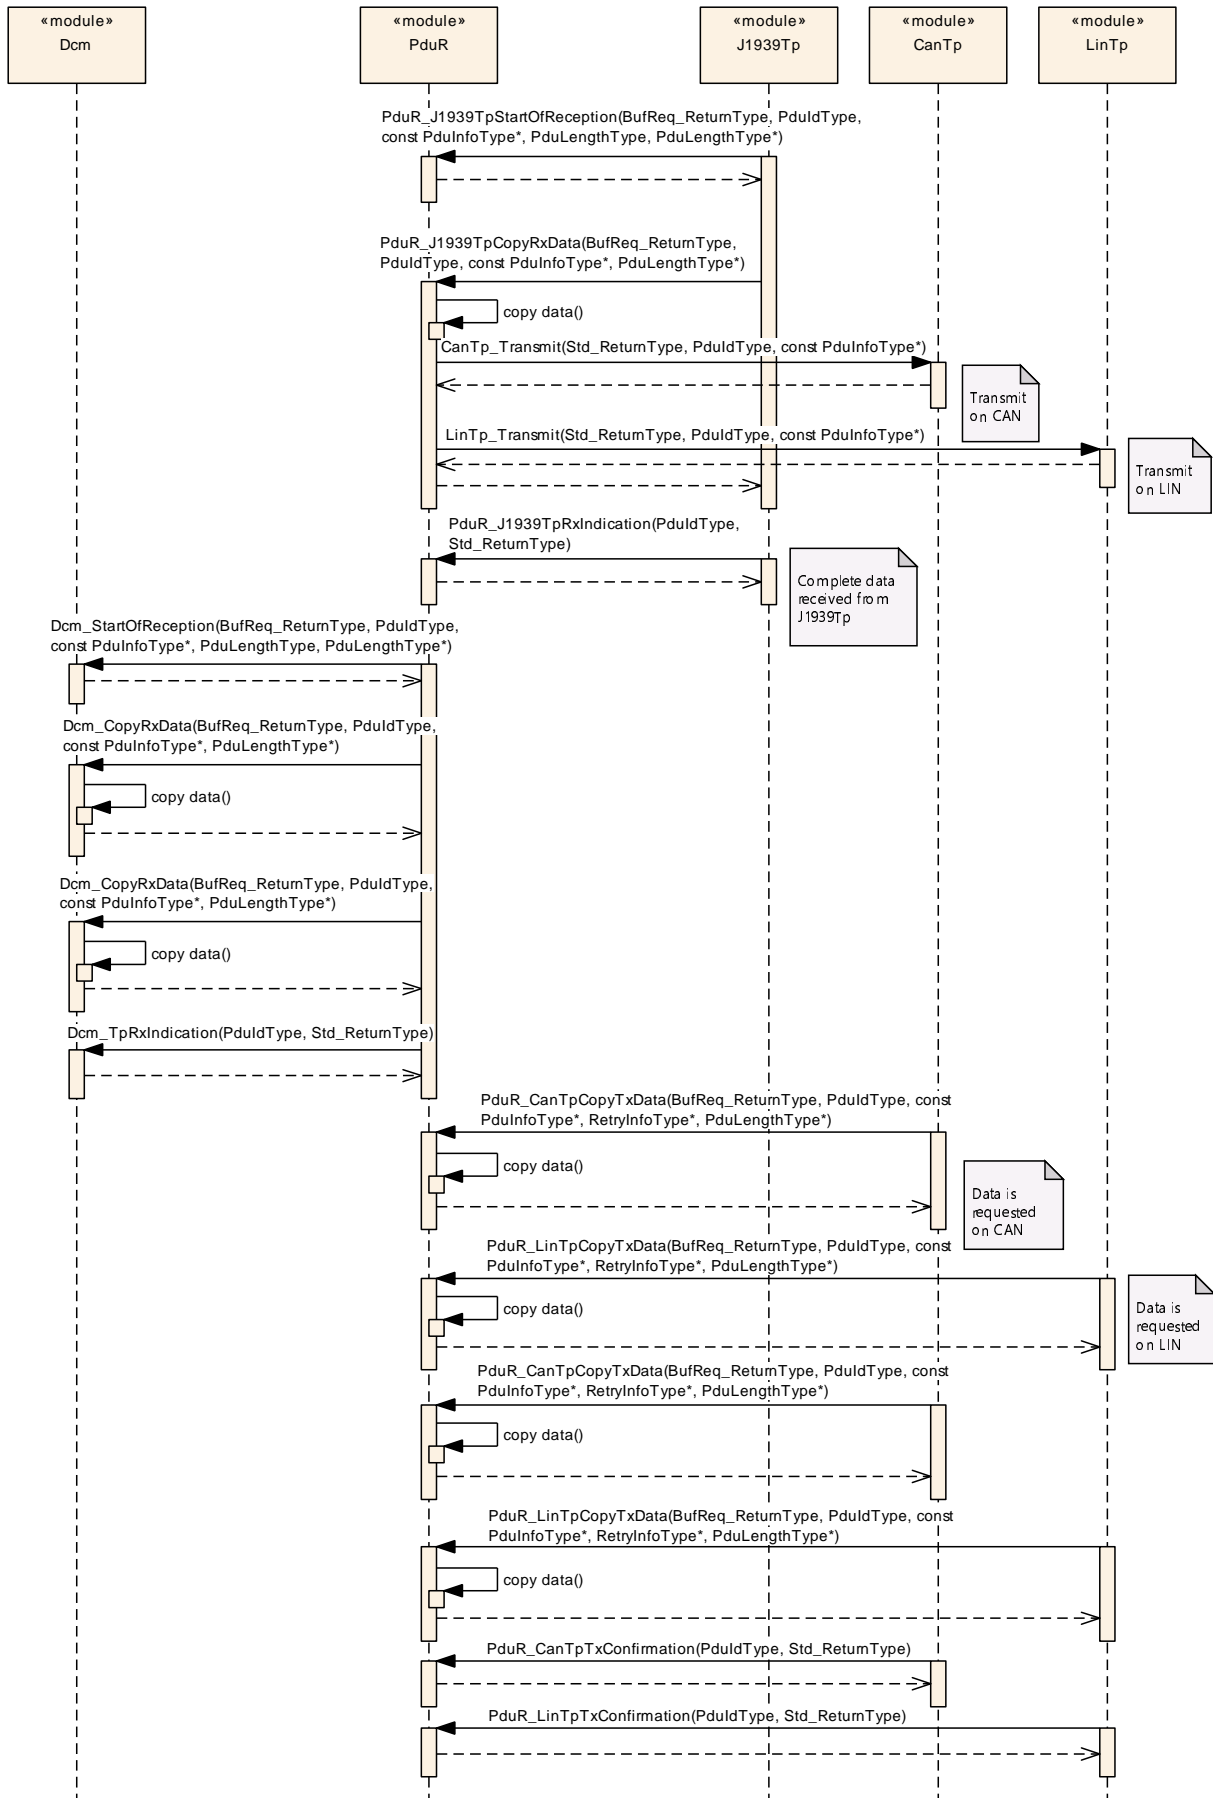 «module»
Dcm
«module»
PduR
«module»
J1939Tp
«module»
CanTp
«module»
LinTp
PduR_J1939TpStartOfReception(BufReq_ReturnType, PduIdType,
const PduInfoType*, PduLengthType, PduLengthType*)
PduR_J1939TpCopyRxData(BufReq_ReturnType,
PduIdType, const PduInfoType*, PduLengthType*)
copy data()
CanTp_Transmit(Std_ReturnType, PduIdType, const PduInfoType*)
Transmit
on CAN
LinTp_Transmit(Std_ReturnType, PduIdType, const PduInfoType*)
Transmit
on LIN
PduR_J1939TpRxIndication(PduIdType,
Std_ReturnType)
Complete data
received from
J1939Tp
Dcm_StartOfReception(BufReq_ReturnType, PduIdType,
const PduInfoType*, PduLengthType, PduLengthType*)
Dcm_CopyRxData(BufReq_ReturnType, PduIdType,
const PduInfoType*, PduLengthType*)
copy data()
Dcm_CopyRxData(BufReq_ReturnType, PduIdType,
const PduInfoType*, PduLengthType*)
copy data()
Dcm_TpRxIndication(PduIdType, Std_ReturnType)
PduR_CanTpCopyTxData(BufReq_ReturnType, PduIdType, const
PduInfoType*, RetryInfoType*, PduLengthType*)
copy data()
Data is
requested
on CAN
PduR_LinTpCopyTxData(BufReq_ReturnType, PduIdType, const
PduInfoType*, RetryInfoType*, PduLengthType*)
copy data()
Data is
requested
on LIN
PduR_CanTpCopyTxData(BufReq_ReturnType, PduIdType, const
PduInfoType*, RetryInfoType*, PduLengthType*)
copy data()
PduR_LinTpCopyTxData(BufReq_ReturnType, PduIdType, const
PduInfoType*, RetryInfoType*, PduLengthType*)
copy data()
PduR_CanTpTxConfirmation(PduIdType, Std_ReturnType)
PduR_LinTpTxConfirmation(PduIdType, Std_ReturnType)